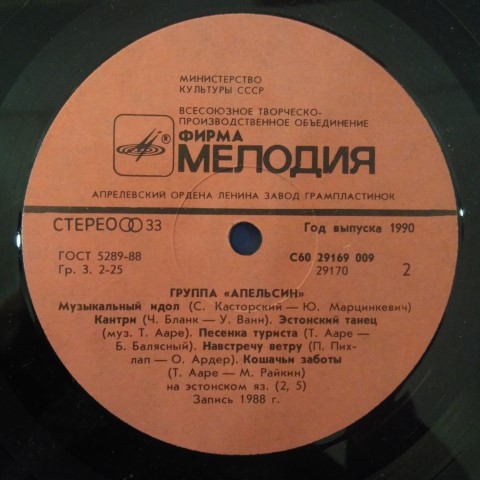 МИНИСТЕРСТВО
КУЛЬТУРЫ СССР
ВСЕСОЮЗНОЕ ТВОРЧЕСКО-
ПРОИЗВОДСТВЕННОЕ ОБЪЕДИНЕНИЕ
® ФИРМА
МЕЛОДИЯ
АПРЕЛЕВСКИЙ ОРДЕНА ЛЕНИНА ЗАВОД ГРАМПЛАСТИНОК
СТЕРЕО 33 Год выпуска 1990
ГОСТ 5289-88 С60 29169 009
Гр. 3. 2-25 29170 2
ГРУППА «АПЕЛЬСИН»
Музыкальный идол (С. Касторский — Ю. Марцинкевич)
Кантри (Ч. Бланк — У. Ванн). Эстонский танец
(муз. Т. Ааре). Песенка туриста (Т. Ааре —
Б. Балясный). Навстречу ветру (П. Пих-
лап — О. Ардер). Кошачьи заботы
(Т. Ааре — М. Райкин)
на эстонском яз. (2, 5)
Запись 1988 г.